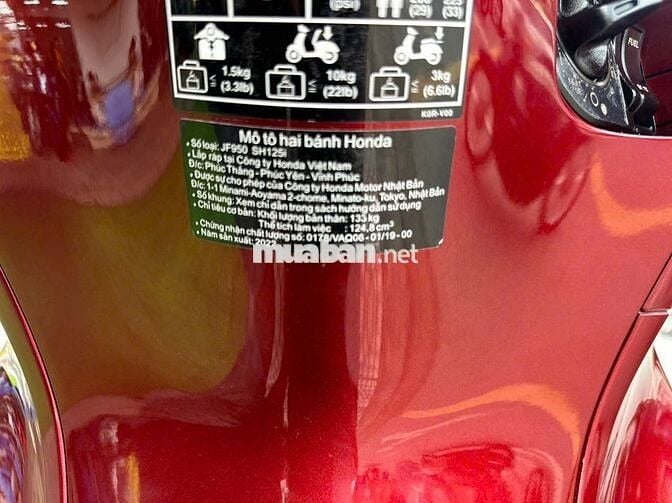 (psi)
(29)
(33)
FUEL
1.5kg
(3.3lb)
≤
10kg
(22lb)
≤
3kg
(6.6lb)
K0R-V00
Mô tô hai bánh Honda
• Số loại: JF950 SH125i
• Lắp ráp tại Công ty Honda Việt Nam
Đ/c: Phúc Thắng - Phúc Yên - Vĩnh Phúc
• Được sự cho phép của Công ty Honda Motor Nhật Bản
Đ/c: 1-1 Minami-Aoyama 2-chome, Minato-ku, Tokyo, Nhật Bản
• Số khung: Xem chỉ dẫn trong sách hướng dẫn sử dụng
• Chỉ tiêu cơ bản: Khối lượng bản thân: 133 kg
Thể tích làm việc : 124,8 cm³
• Chứng nhận chất lượng số: 0178/VAQ06 - 01/19 - 00
• Năm sản xuất: 2022
muaban.net